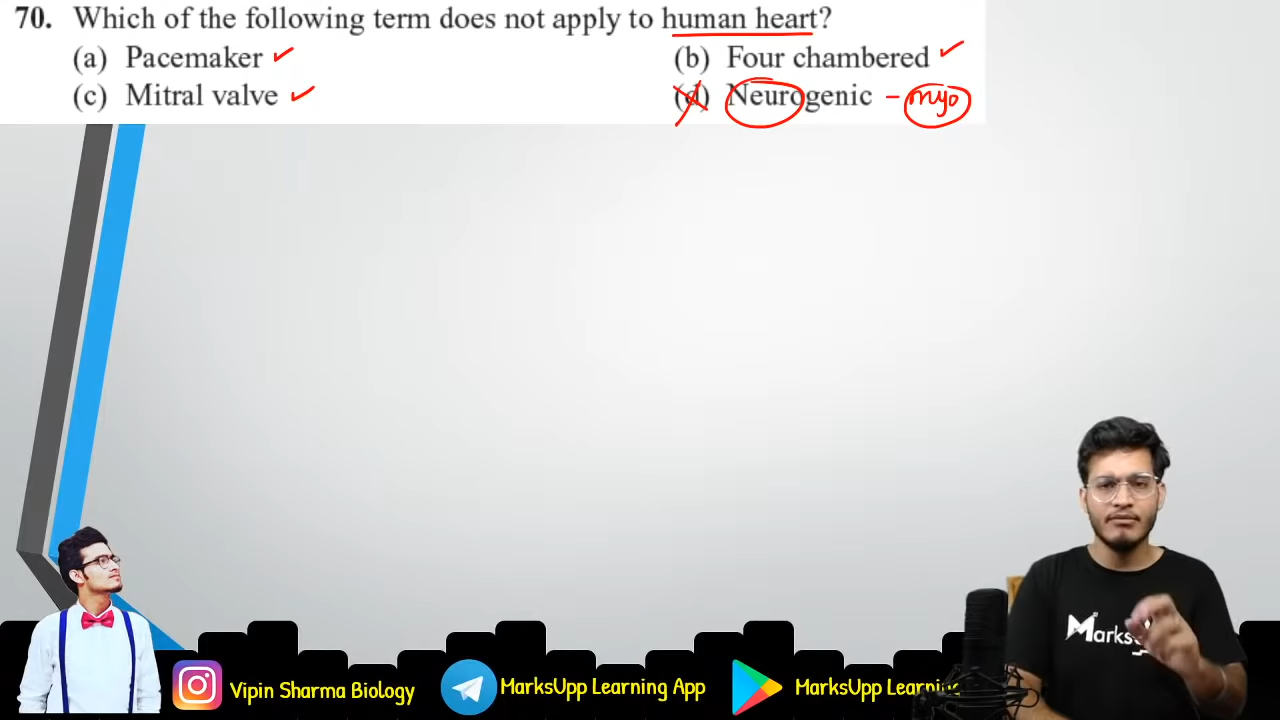 70. Which of the following term does not apply to human heart?
(a) Pacemaker ✓ (b) Four chambered ✓
(c) Mitral valve ✓ (d) Neurogenic - myo
Marks
Vipin Sharma Biology MarksUpp Learning App MarksUpp Learning